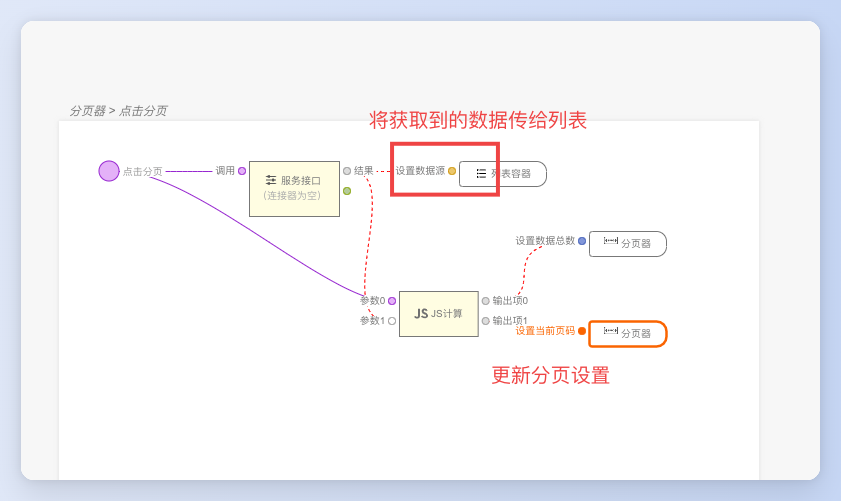 分页器 > 点击分页
将获取到的数据传给列表
点击分页
调用
服务接口
(连接器为空)
结果
设置数据源
列表容器
设置数据总数
分页器
参数0
参数1
JS JS计算
输出项0
输出项1
设置当前页码
分页器
更新分页设置